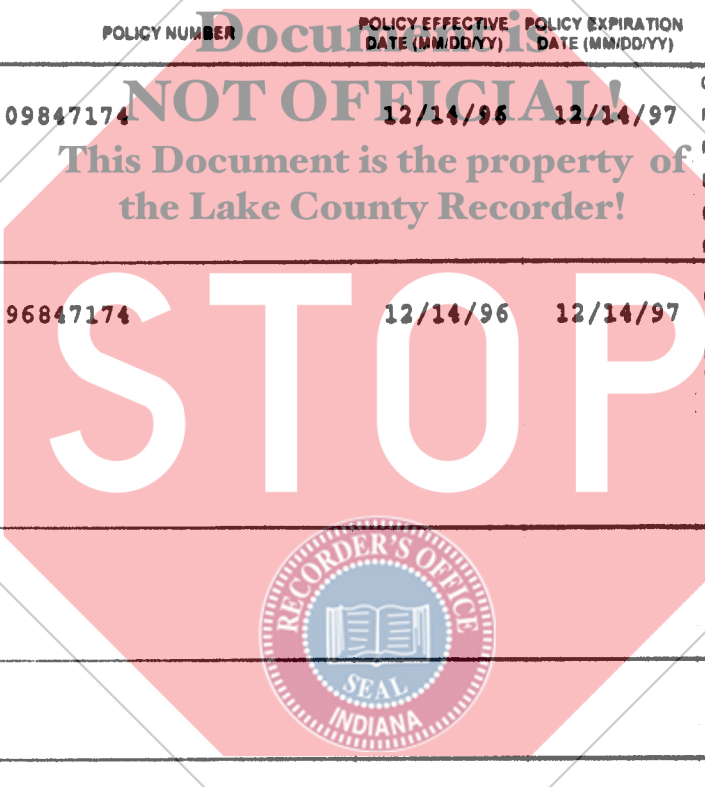 Document is
POLICY NUMBER POLICY EFFECTIVE DATE (MM/DD/YY) POLICY EXPIRATION DATE (MM/DD/YY)
NOT OFFICIAL!
09847174 12/14/96 12/14/97
This Document is the property of
the Lake County Recorder!
STOP
96847174 12/14/96 12/14/97
RECORDER'S OFFICE
SEAL
INDIANA